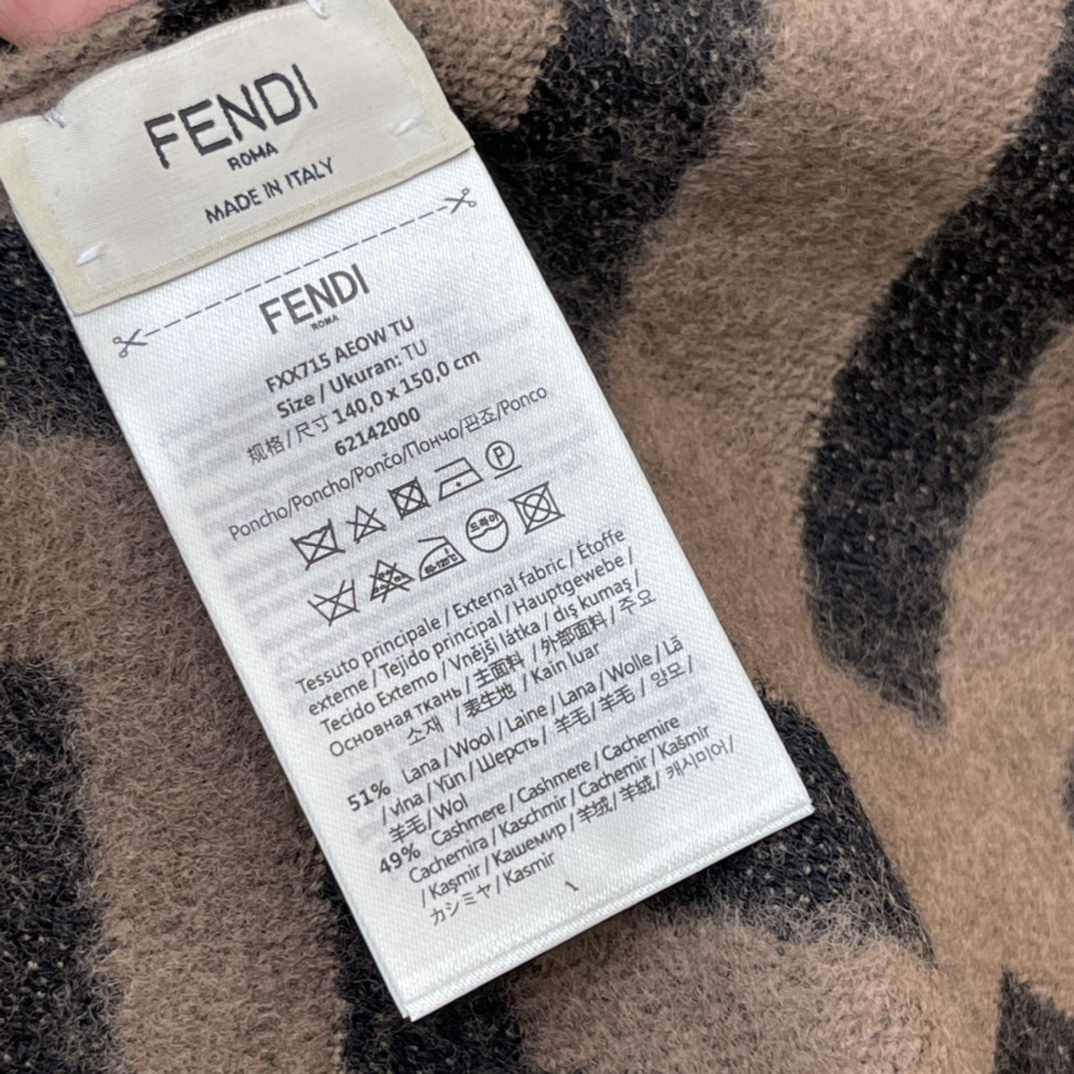 FENDI
ROMA
MADE IN ITALY
FENDI
ROMA
FXX715 AEOW TU
Size / Ukuran: TU
规格/尺寸 140,0 x 150,0 cm
62142000
Poncho/Poncho/Pončo/Пончо/판죠/Ponco
P
드라이
Tessuto principale / External fabric / Étoffe
externe / Tejido principal / Hauptgewebe /
Tecido Externo / Vnější látka / dış kumaş /
Основная ткань / 主面料 / 外部面料 / 주요
소재 / 表生地 / Kain luar
51% Lana / Wool / Laine / Lana / Wolle / Lã
/ vlna / Yün / Шерсть / 羊毛/ 羊毛 / 양모 /
羊毛 / Wol
49% Cashmere / Cashmere / Cachemire /
Cachemira / Kaschmir / Cachemir / Kašmír
/ Kaşmir / Кашемир / 羊绒/ 羊絨/ 캐시미어/
カシミヤ / Kasmir